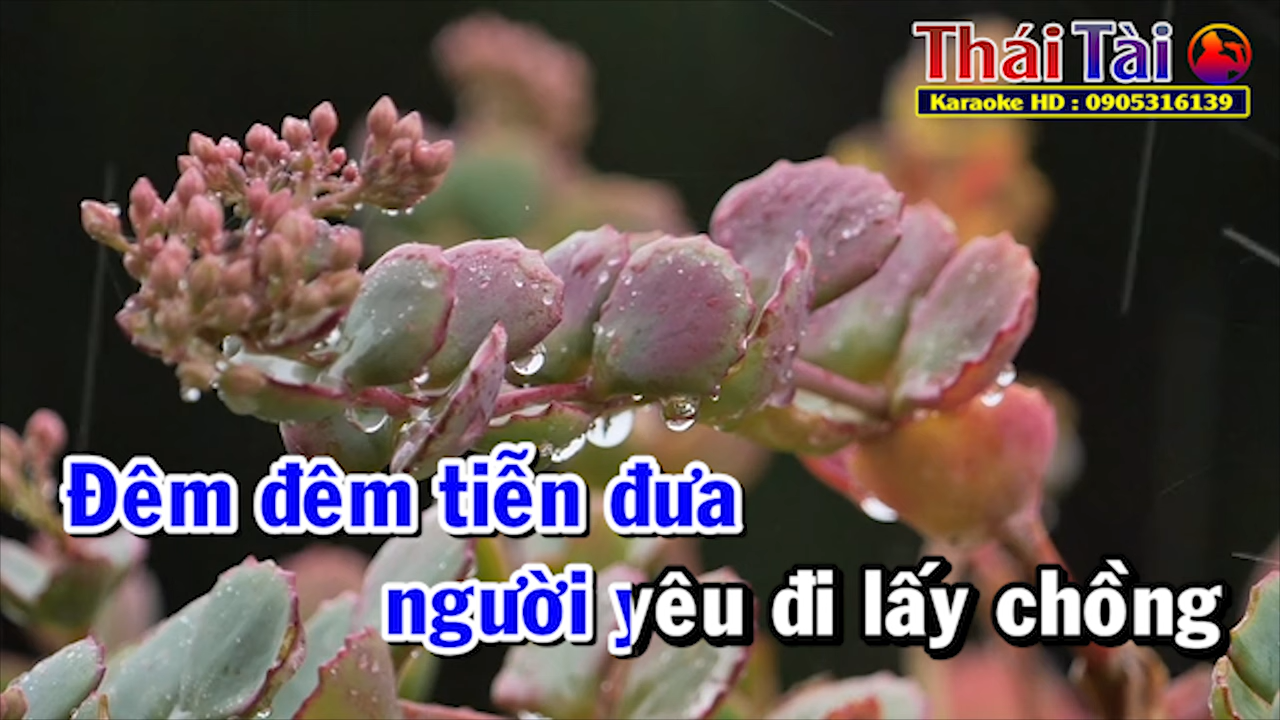 Thái Tài
Karaoke HD : 0905316139
Đêm đêm tiễn đưa
người yêu đi lấy chồng